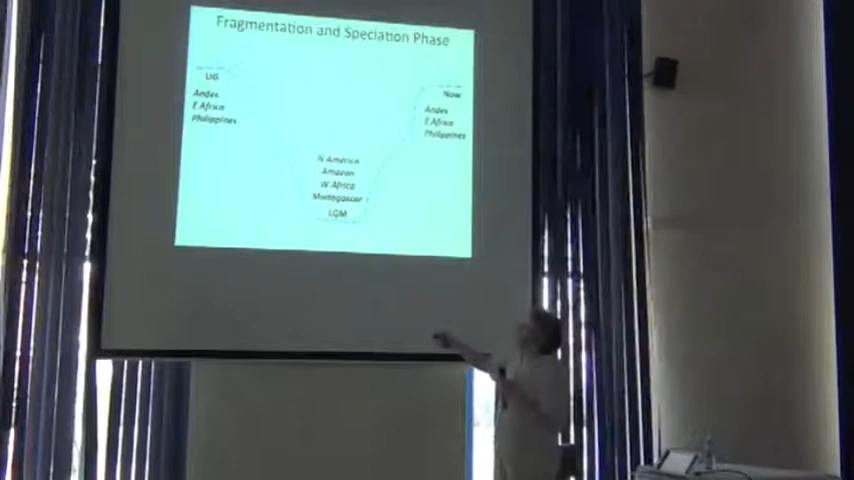 Fragmentation and Speciation Phase
LIG
Andes
E Africa
Philippines
N America
Amazon
W Africa
Madagascar
LGM
Now
Andes
E Africa
Philippines